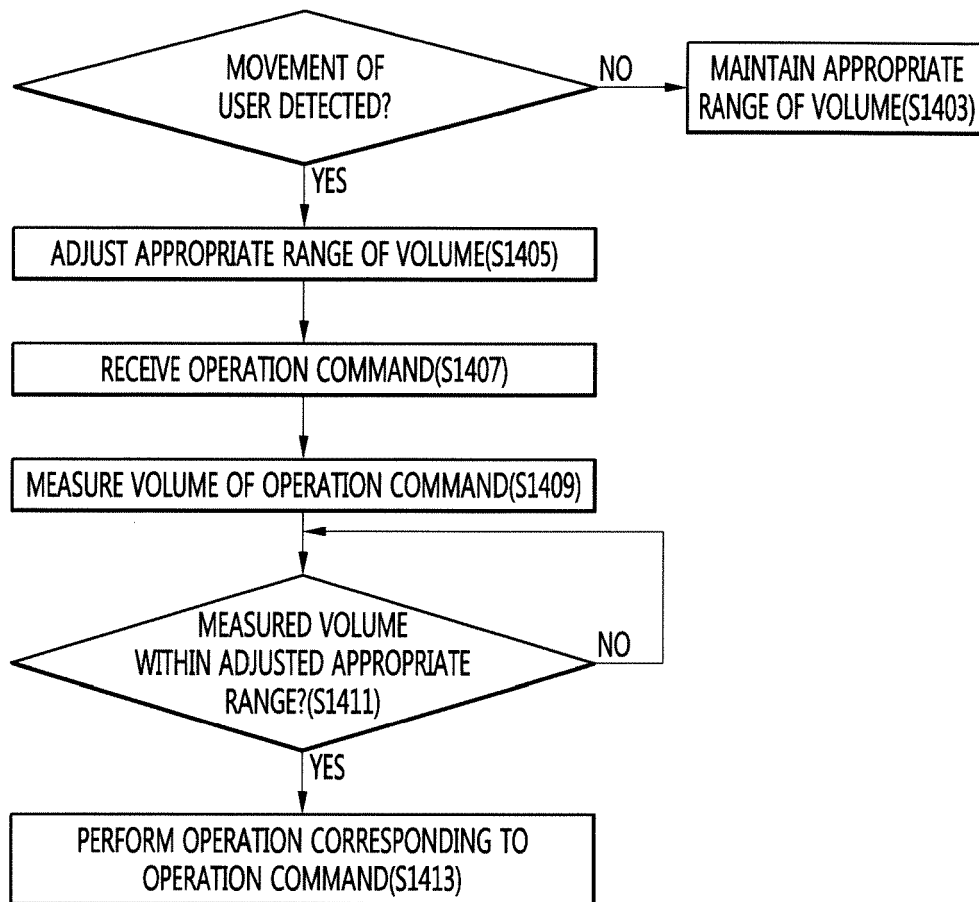 MOVEMENT OF
USER DETECTED?
NO
MAINTAIN APPROPRIATE
RANGE OF VOLUME(S1403)
YES
ADJUST APPROPRIATE RANGE OF VOLUME(S1405)
RECEIVE OPERATION COMMAND(S1407)
MEASURE VOLUME OF OPERATION COMMAND(S1409)
MEASURED VOLUME
WITHIN ADJUSTED APPROPRIATE
RANGE?(S1411)
NO
YES
PERFORM OPERATION CORRESPONDING TO
OPERATION COMMAND(S1413)